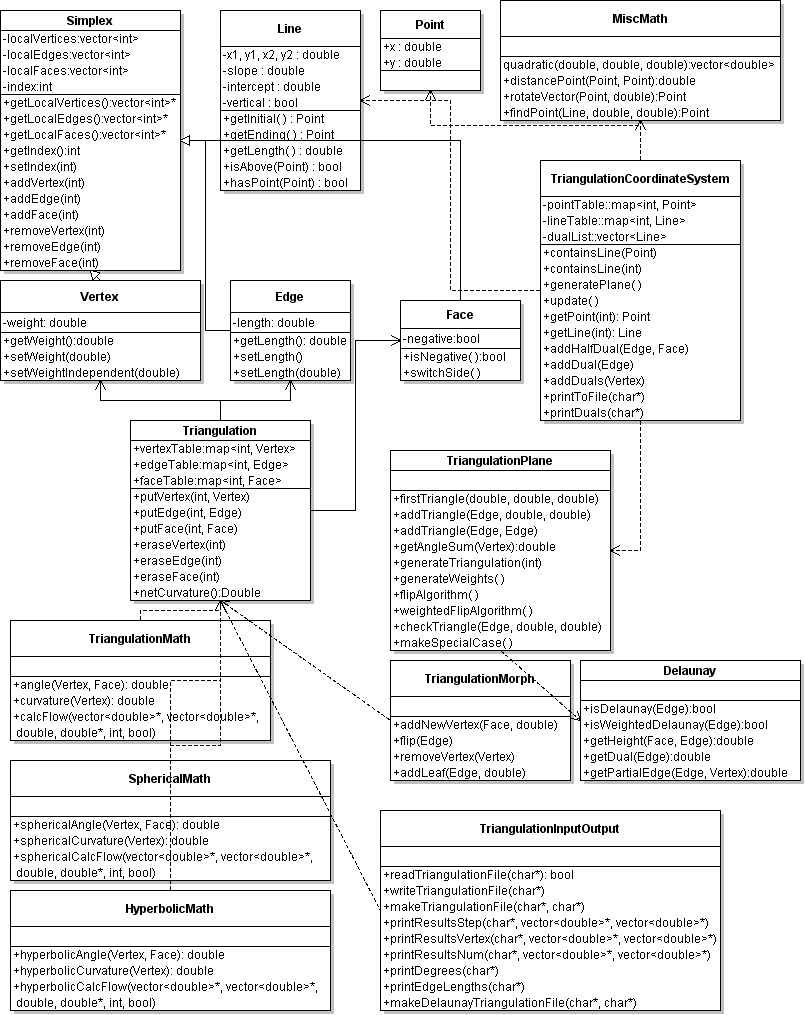 Simplex
-localVertices:vector<int>
-localEdges:vector<int>
-localFaces:vector<int>
-index:int
+getLocalVertices():vector<int>*
+getLocalEdges():vector<int>*
+getLocalFaces():vector<int>*
+getIndex():int
+setIndex(int)
+addVertex(int)
+addEdge(int)
+addFace(int)
+removeVertex(int)
+removeEdge(int)
+removeFace(int)
Line
-x1, y1, x2, y2 : double
-slope : double
-intercept : double
-vertical : bool
+getInitial() : Point
+getEnding() : Point
+getLength() : double
+isAbove(Point) : bool
+hasPoint(Point) : bool
Point
+x : double
+y : double
MiscMath
quadratic(double, double, double):vector<double>
+distancePoint(Point, Point):double
+rotateVector(Point, double):Point
+findPoint(Line, double, double):Point
TriangulationCoordinateSystem
-pointTable::map<int, Point>
-lineTable::map<int, Line>
-dualList::vector<Line>
+containsLine(Point)
+containsLine(int)
+generatePlane()
+update()
+getPoint(int): Point
+getLine(int): Line
+addHalfDual(Edge, Face)
+addDual(Edge)
+addDuals(Vertex)
+printToFile(char*)
+printDuals(char*)
Vertex
-weight: double
+getWeight():double
+setWeight(double)
+setWeightIndependent(double)
Edge
-length: double
+getLength(): double
+setLength()
+setLength(double)
Face
-negative:bool
+isNegative():bool
+switchSide()
Triangulation
+vertexTable:map<int, Vertex>
+edgeTable:map<int, Edge>
+faceTable:map<int, Face>
+putVertex(int, Vertex)
+putEdge(int, Edge)
+putFace(int, Face)
+eraseVertex(int)
+eraseEdge(int)
+eraseFace(int)
+netCurvature():Double
TriangulationPlane
+firstTriangle(double, double, double)
+addTriangle(Edge, double, double)
+addTriangle(Edge, Edge)
+getAngleSum(Vertex):double
+generateTriangulation(int)
+generateWeights()
+flipAlgorithm()
+weightedFlipAlgorithm()
+checkTriangle(Edge, double, double)
+makeSpecialCase()
TriangulationMath
+angle(Vertex, Face): double
+curvature(Vertex): double
+calcFlow(vector<double>*, vector<double>*,
double, double*, int, bool)
TriangulationMorph
+addNewVertex(Face, double)
+flip(Edge)
+removeVertex(Vertex)
+addLeaf(Edge, double)
Delaunay
+isDelaunay(Edge):bool
+isWeightedDelaunay(Edge):bool
+getHeight(Face, Edge):double
+getDual(Edge):double
+getPartialEdge(Edge, Vertex):double
SphericalMath
+sphericalAngle(Vertex, Face): double
+sphericalCurvature(Vertex): double
+sphericalCalcFlow(vector<double>*, vector<double>*,
double, double*, int, bool)
HyperbolicMath
+hyperbolicAngle(Vertex, Face): double
+hyperbolicCurvature(Vertex): double
+hyperbolicCalcFlow(vector<double>*, vector<double>*,
double, double*, int, bool)
TriangulationInputOutput
+readTriangulationFile(char*): bool
+writeTriangulationFile(char*)
+makeTriangulationFile(char*, char*)
+printResultsStep(char*, vector<double>*, vector<double>*)
+printResultsVertex(char*, vector<double>*, vector<double>*)
+printResultsNum(char*, vector<double>*, vector<double>*)
+printDegrees(char*)
+printEdgeLengths(char*)
+makeDelaunayTriangulationFile(char*, char*)